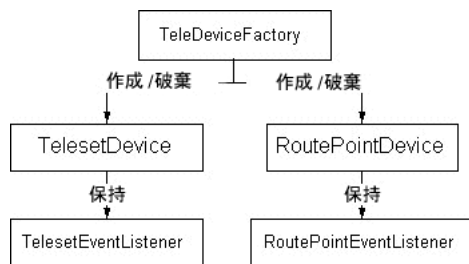 TeleDeviceFactory
作成 /破棄
作成 /破棄
TelesetDevice
RoutePointDevice
保持
保持
TelesetEventListener
RoutePointEventListener